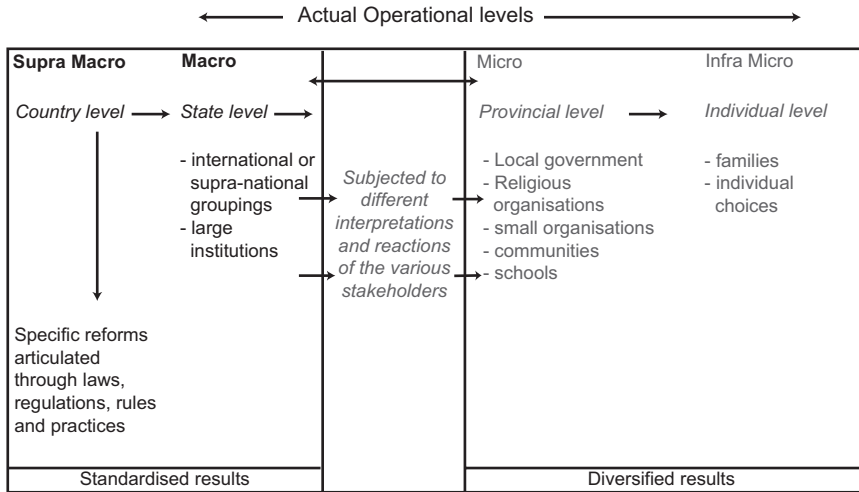 Actual Operational levels
Supra Macro
Country level
Specific reforms
articulated
through laws,
regulations, rules
and practices
Macro
State level
- international or
supra-national
groupings
- large
institutions
Subjected to
different
interpretations
and reactions
of the various
stakeholders
Micro
Provincial level
- Local government
- Religious
organisations
- small organisations
- communities
- schools
Infra Micro
Individual level
- families
- individual
choices
Standardised results
Diversified results